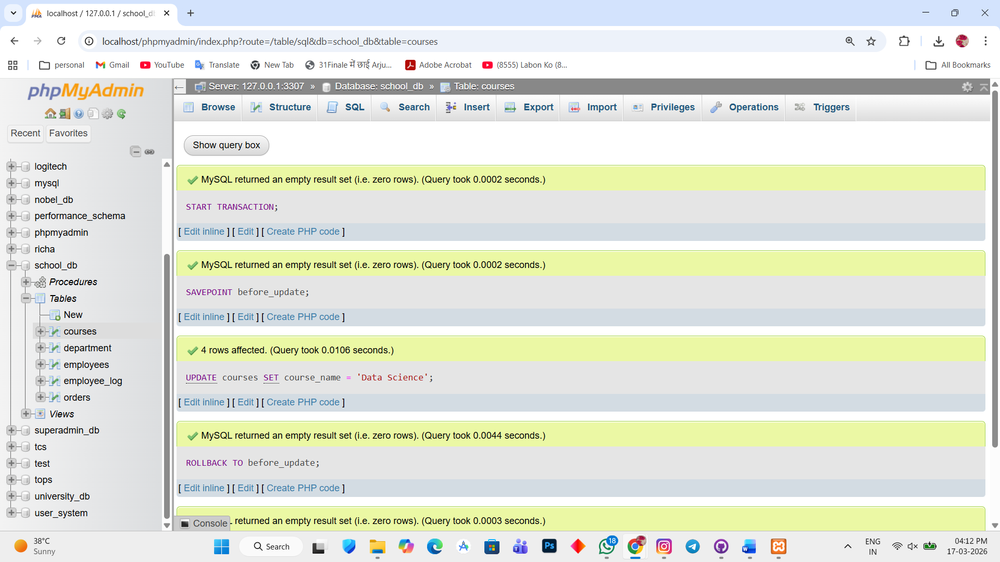 localhost / 127.0.0.1 / school_db
localhost/phpmyadmin/index.php?route=/table/sql&db=school_db&table=courses
personal
Gmail
YouTube
Translate
New Tab
31Finale में छाई Arju...
Adobe Acrobat
(8555) Labon Ko (8...
All Bookmarks
phpMyAdmin
Recent
Favorites
logitech
mysql
nobel_db
performance_schema
phpmyadmin
richa
school_db
Procedures
Tables
New
courses
department
employees
employee_log
orders
Views
superadmin_db
tcs
test
tops
university_db
user_system
Server: 127.0.0.1:3307 » Database: school_db » Table: courses
Browse
Structure
SQL
Search
Insert
Export
Import
Privileges
Operations
Triggers
Show query box
MySQL returned an empty result set (i.e. zero rows). (Query took 0.0002 seconds.)
START TRANSACTION;
[ Edit inline ] [ Edit ] [ Create PHP code ]
MySQL returned an empty result set (i.e. zero rows). (Query took 0.0002 seconds.)
SAVEPOINT before_update;
[ Edit inline ] [ Edit ] [ Create PHP code ]
4 rows affected. (Query took 0.0106 seconds.)
UPDATE courses SET course_name = 'Data Science';
[ Edit inline ] [ Edit ] [ Create PHP code ]
MySQL returned an empty result set (i.e. zero rows). (Query took 0.0044 seconds.)
ROLLBACK TO before_update;
[ Edit inline ] [ Edit ] [ Create PHP code ]
returned an empty result set (i.e. zero rows). (Query took 0.0003 seconds.)
Console
38°C
Sunny
Search
Ps
18
ENG
IN
04:12 PM
17-03-2026